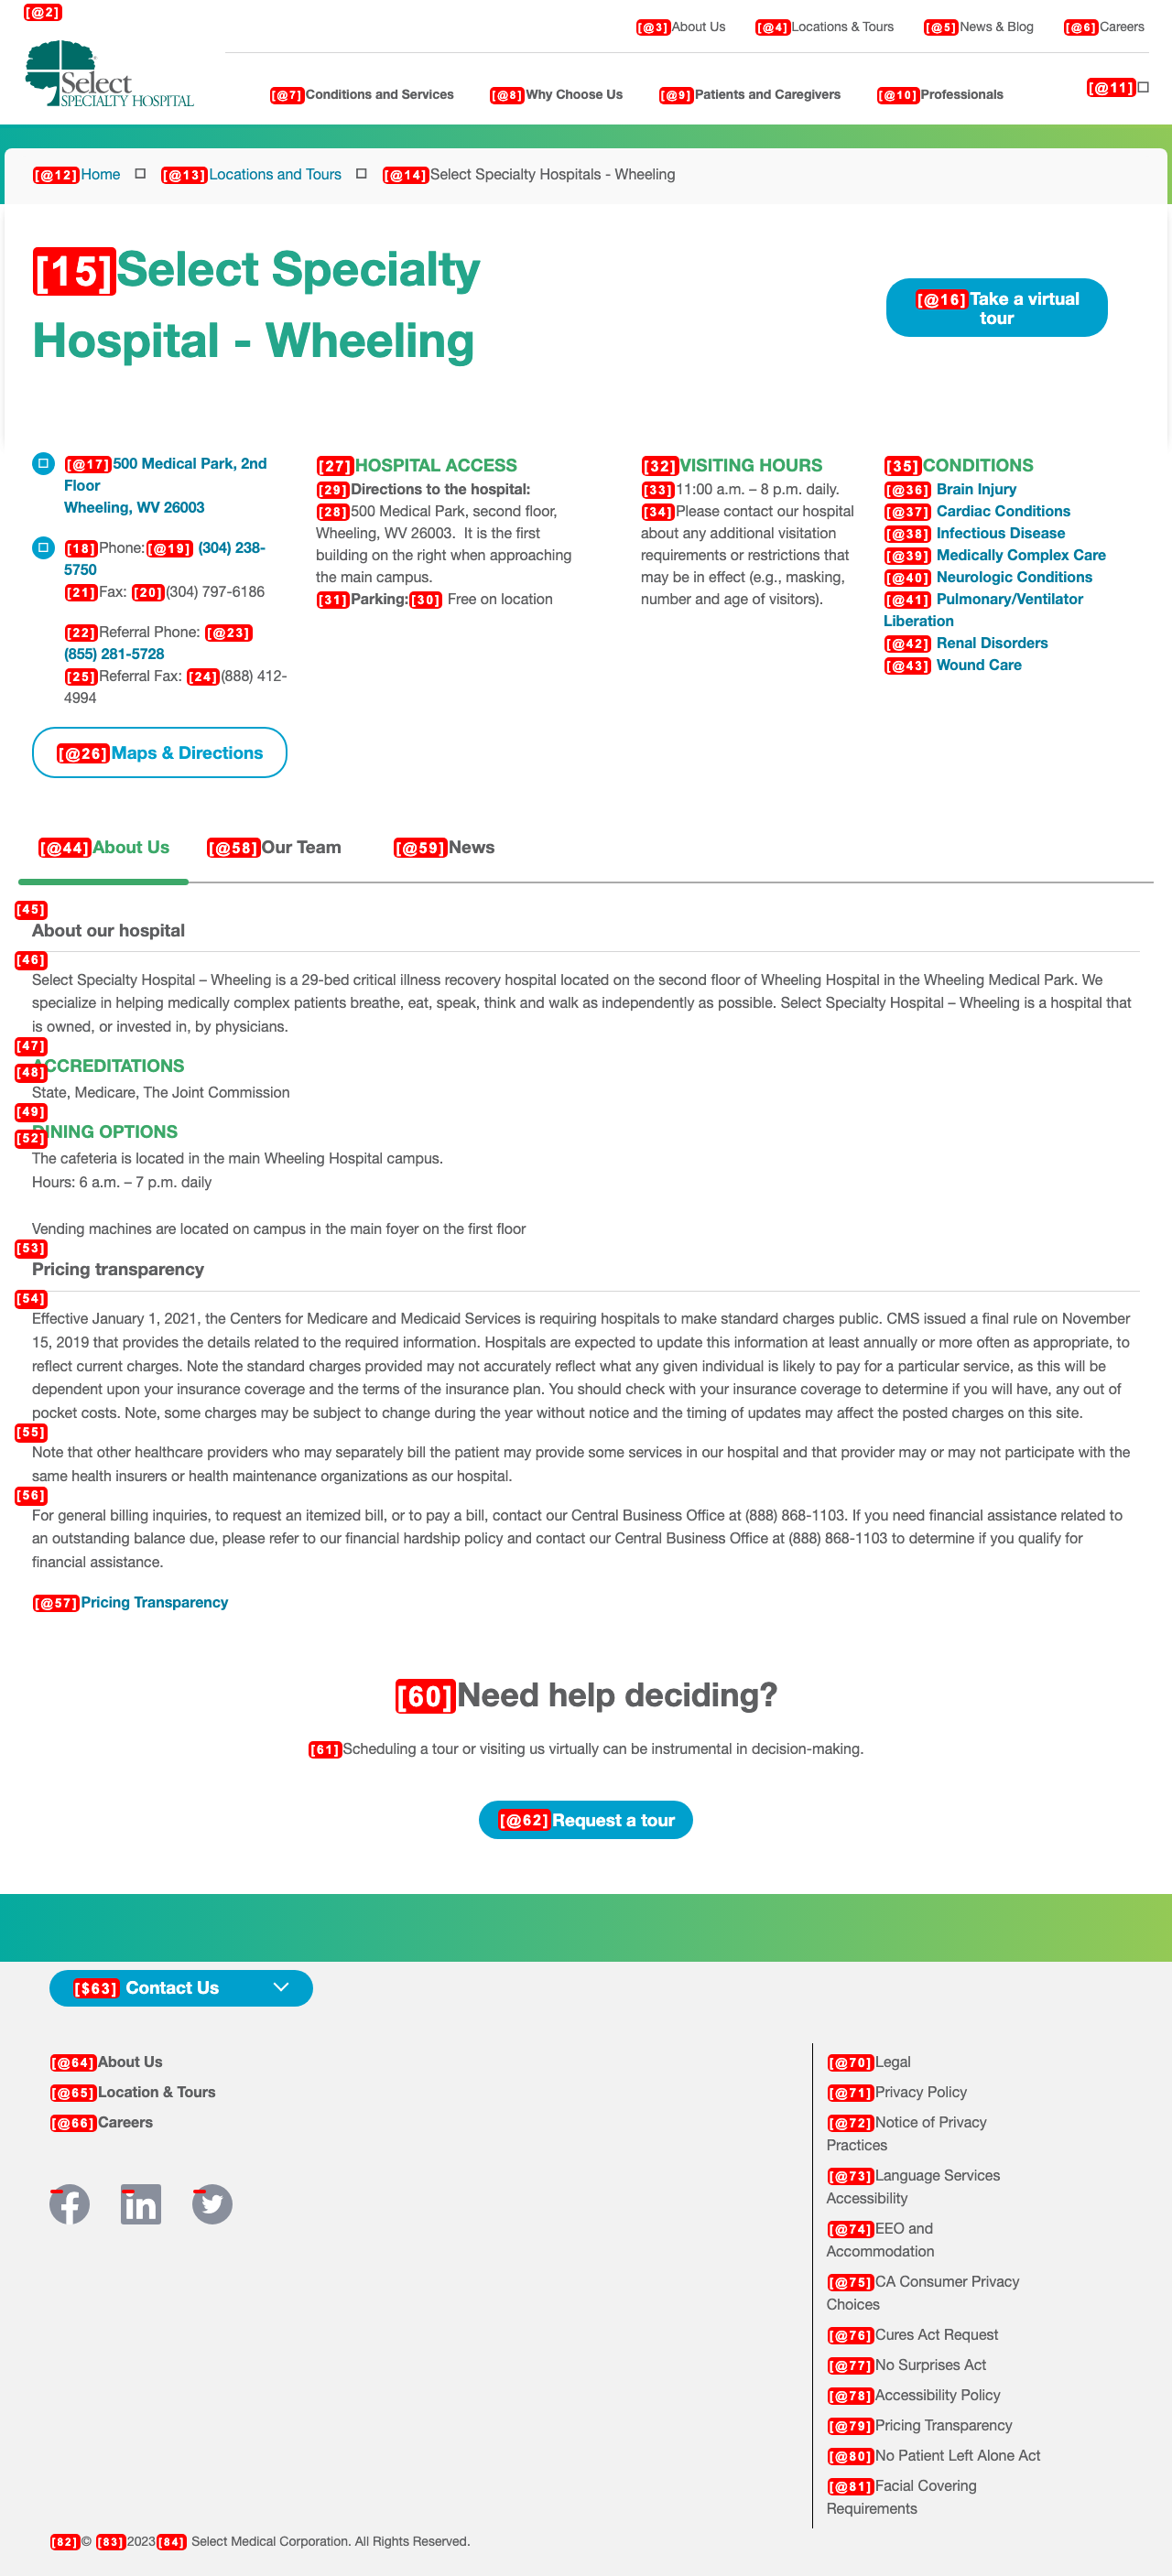 [@2]
Select
SPECIALTY HOSPITAL
[@3]About Us [@4]Locations & Tours [@5]News & Blog [@6]Careers
[@7]Conditions and Services [@8]Why Choose Us [@9]Patients and Caregivers [@10]Professionals [@11]
[@12]Home [@13]Locations and Tours [@14]Select Specialty Hospitals - Wheeling
[15]Select Specialty
Hospital - Wheeling
[@16]Take a virtual
tour
[@17]500 Medical Park, 2nd
Floor
Wheeling, WV 26003
[18]Phone:[@19] (304) 238-
5750
[21]Fax: [20](304) 797-6186
[22]Referral Phone: [@23]
(855) 281-5728
[25]Referral Fax: [24](888) 412-
4994
[@26]Maps & Directions
[27]HOSPITAL ACCESS
[29]Directions to the hospital:
[28]500 Medical Park, second floor,
Wheeling, WV 26003. It is the first
building on the right when approaching
the main campus.
[31]Parking:[30] Free on location
[32]VISITING HOURS
[33]11:00 a.m. – 8 p.m. daily.
[34]Please contact our hospital
about any additional visitation
requirements or restrictions that
may be in effect (e.g., masking,
number and age of visitors).
[35]CONDITIONS
[@36] Brain Injury
[@37] Cardiac Conditions
[@38] Infectious Disease
[@39] Medically Complex Care
[@40] Neurologic Conditions
[@41] Pulmonary/Ventilator
Liberation
[@42] Renal Disorders
[@43] Wound Care
[@44]About Us [@58]Our Team [@59]News
[45]
About our hospital
[46]
Select Specialty Hospital – Wheeling is a 29-bed critical illness recovery hospital located on the second floor of Wheeling Hospital in the Wheeling Medical Park. We
specialize in helping medically complex patients breathe, eat, speak, think and walk as independently as possible. Select Specialty Hospital – Wheeling is a hospital that
is owned, or invested in, by physicians.
[47]
ACCREDITATIONS
[48]
State, Medicare, The Joint Commission
[49]
DINING OPTIONS
[52]
The cafeteria is located in the main Wheeling Hospital campus.
Hours: 6 a.m. – 7 p.m. daily
Vending machines are located on campus in the main foyer on the first floor
[53]
Pricing transparency
[54]
Effective January 1, 2021, the Centers for Medicare and Medicaid Services is requiring hospitals to make standard charges public. CMS issued a final rule on November
15, 2019 that provides the details related to the required information. Hospitals are expected to update this information at least annually or more often as appropriate, to
reflect current charges. Note the standard charges provided may not accurately reflect what any given individual is likely to pay for a particular service, as this will be
dependent upon your insurance coverage and the terms of the insurance plan. You should check with your insurance coverage to determine if you will have, any out of
pocket costs. Note, some charges may be subject to change during the year without notice and the timing of updates may affect the posted charges on this site.
[55]
Note that other healthcare providers who may separately bill the patient may provide some services in our hospital and that provider may or may not participate with the
same health insurers or health maintenance organizations as our hospital.
[56]
For general billing inquiries, to request an itemized bill, or to pay a bill, contact our Central Business Office at (888) 868-1103. If you need financial assistance related to
an outstanding balance due, please refer to our financial hardship policy and contact our Central Business Office at (888) 868-1103 to determine if you qualify for
financial assistance.
[@57]Pricing Transparency
[60]Need help deciding?
[61]Scheduling a tour or visiting us virtually can be instrumental in decision-making.
[@62]Request a tour
[$63] Contact Us
[@64]About Us
[@65]Location & Tours
[@66]Careers
[@70]Legal
[@71]Privacy Policy
[@72]Notice of Privacy
Practices
[@73]Language Services
Accessibility
[@74]EEO and
Accommodation
[@75]CA Consumer Privacy
Choices
[@76]Cures Act Request
[@77]No Surprises Act
[@78]Accessibility Policy
[@79]Pricing Transparency
[@80]No Patient Left Alone Act
[@81]Facial Covering
Requirements
[82]© [83]2023[84] Select Medical Corporation. All Rights Reserved.